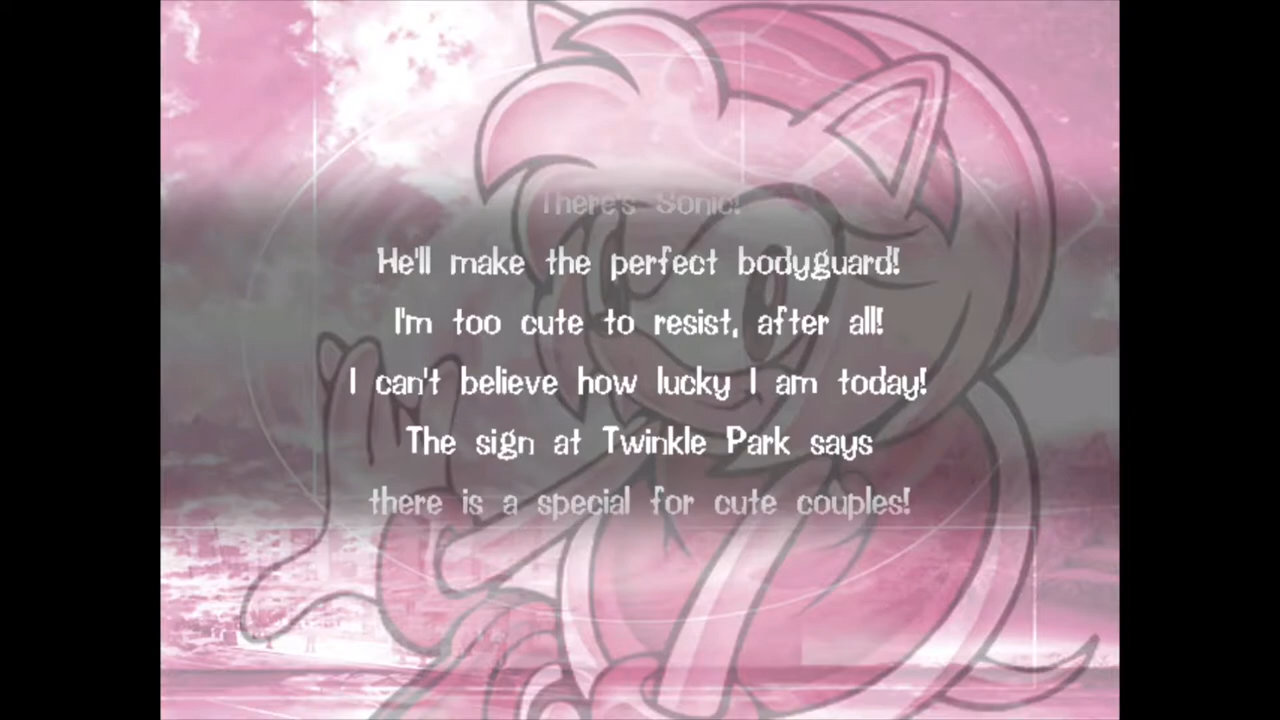 There's Sonic!
He'll make the perfect bodyguard!
I'm too cute to resist, after all!
I can't believe how lucky I am today!
The sign at Twinkle Park says
there is a special for cute couples!